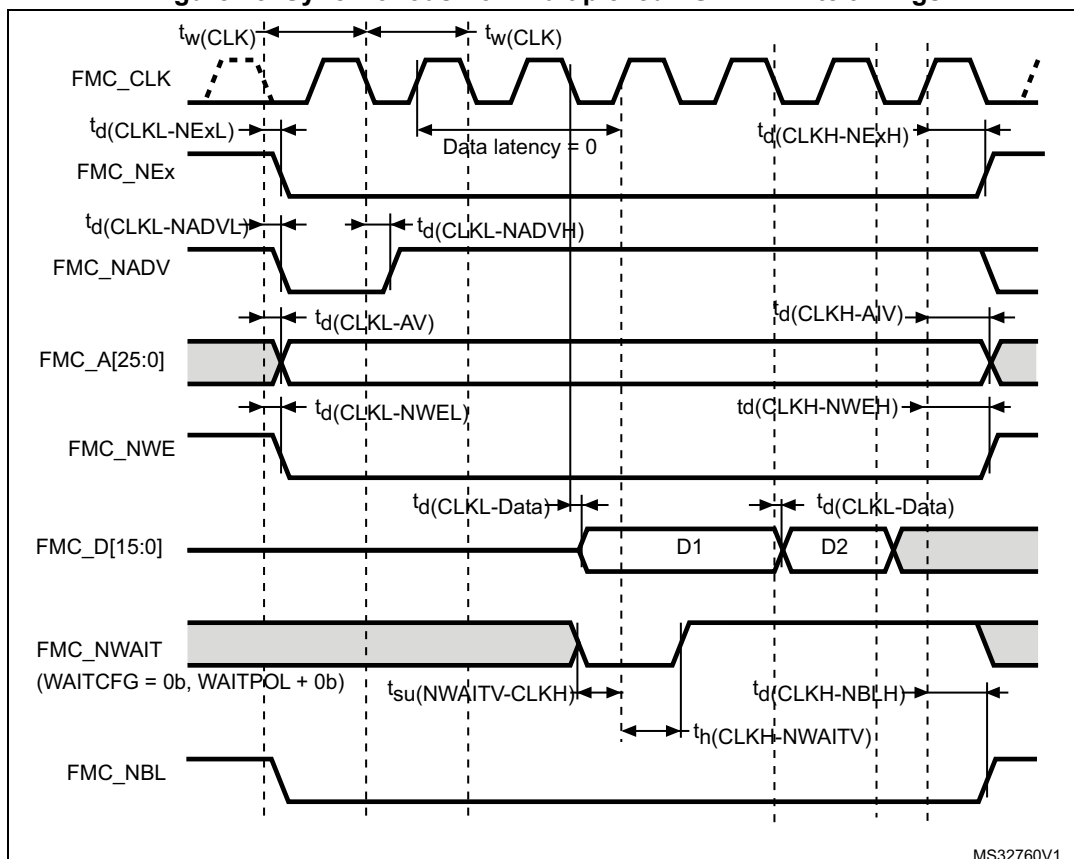 tw(CLK) tw(CLK)
FMC_CLK
td(CLKL-NExL) Data latency = 0 td(CLKH-NExH)
FMC_NEx
td(CLKL-NADVL) td(CLKL-NADVH)
FMC_NADV
td(CLKL-AV) td(CLKH-AIV)
FMC_A[25:0]
td(CLKL-NWEL) td(CLKH-NWEH)
FMC_NWE
td(CLKL-Data) td(CLKL-Data)
FMC_D[15:0] D1 D2
FMC_NWAIT
(WAITCFG = 0b, WAITPOL + 0b)
tsu(NWAITV-CLKH) td(CLKH-NBLH)
th(CLKH-NWAITV)
FMC_NBL
MS32760V1